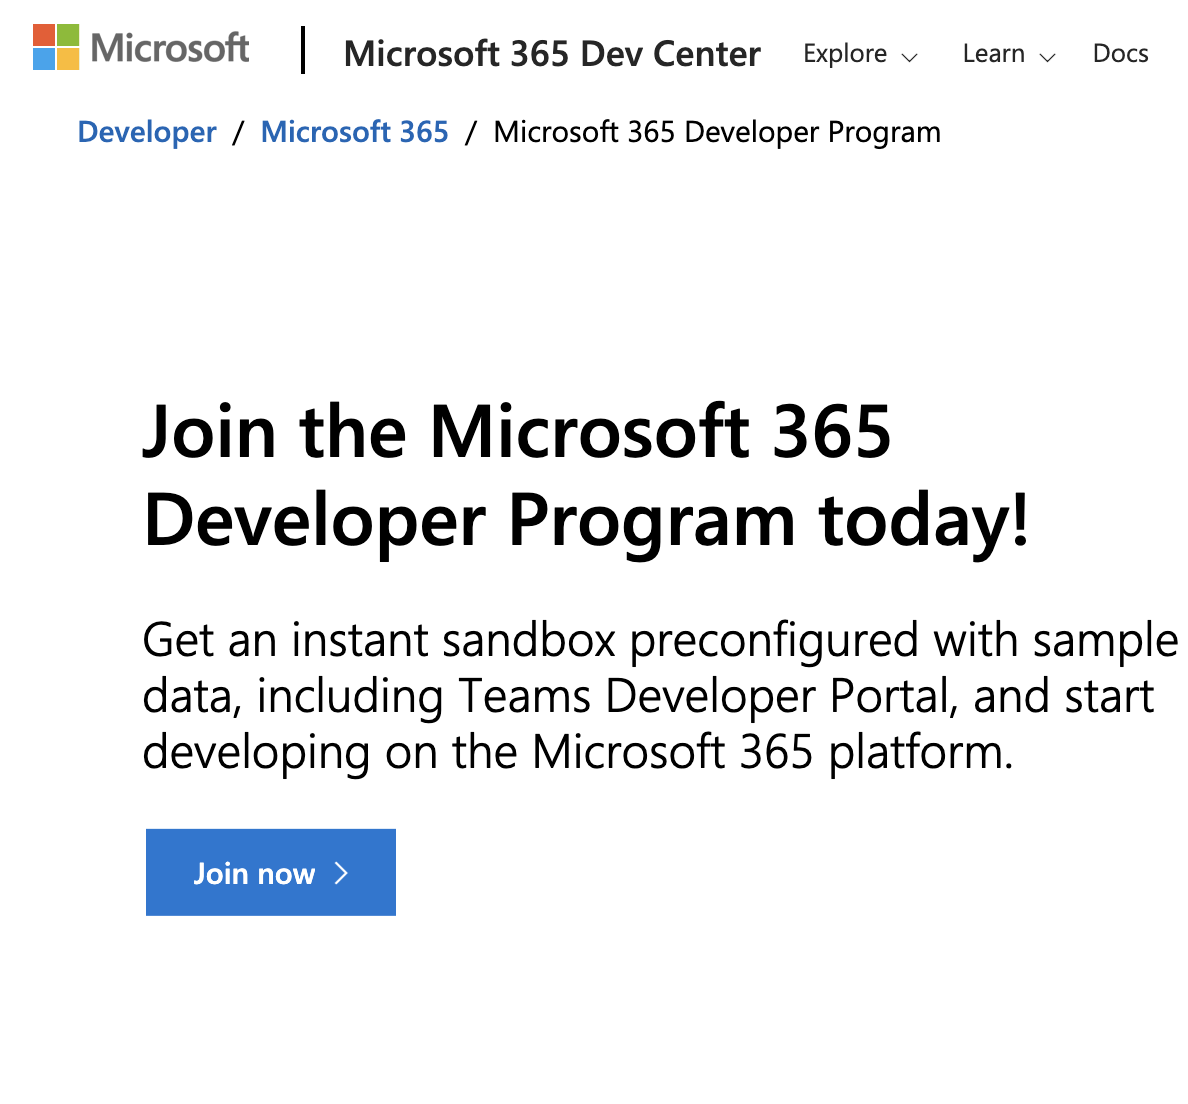 Microsoft | Microsoft 365 Dev Center Explore Learn Docs
Developer / Microsoft 365 / Microsoft 365 Developer Program
Join the Microsoft 365
Developer Program today!
Get an instant sandbox preconfigured with sample
data, including Teams Developer Portal, and start
developing on the Microsoft 365 platform.
Join now